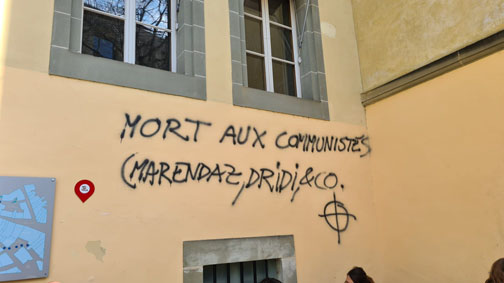 MORT AUX COMMUNISTES
(MARENDAZ, DRIDI, & CO.